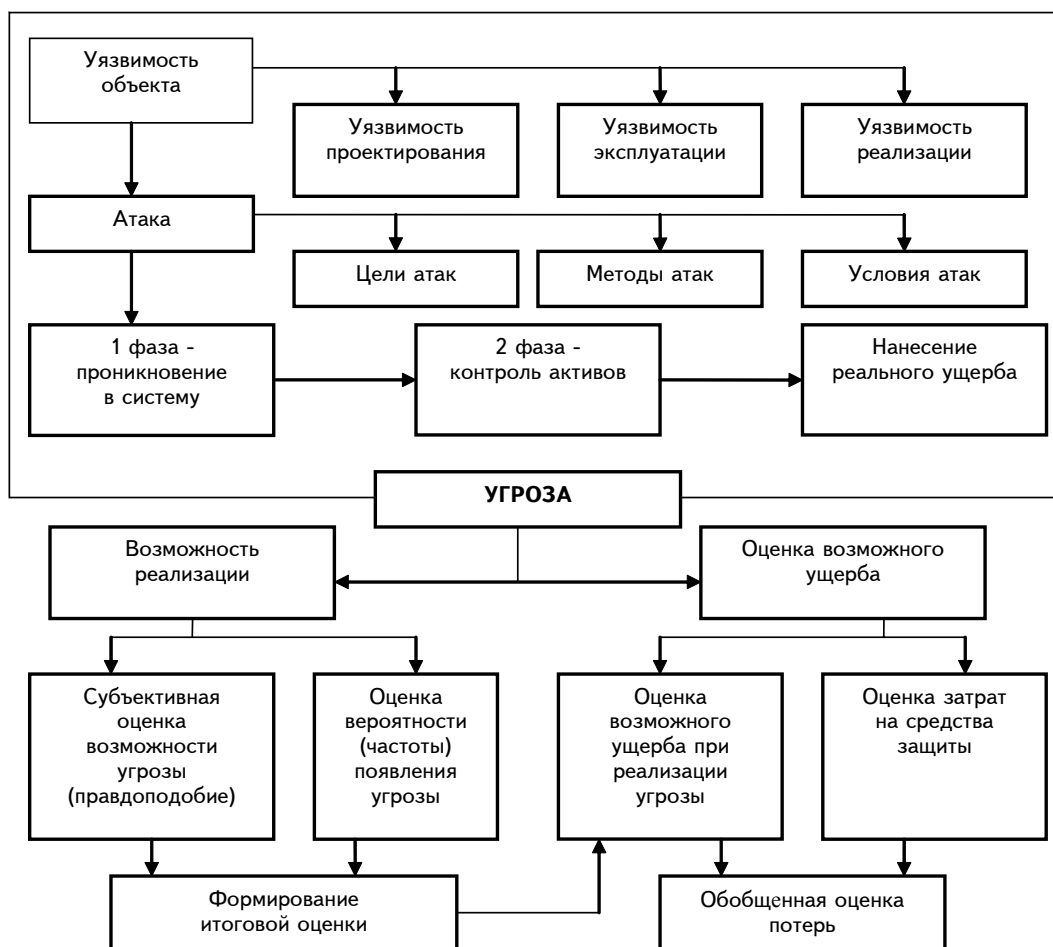 Уязвимость
объекта
Уязвимость
проектирования
Уязвимость
эксплуатации
Уязвимость
реализации
Атака
Цели атак
Методы атак
Условия атак
1 фаза -
проникновение
в систему
2 фаза -
контроль активов
Нанесение
реального ущерба
УГРОЗА
Возможность
реализации
Оценка возможного
ущерба
Субъективная
оценка
возможности
угрозы
(правдоподобие)
Оценка
вероятности
(частоты)
появления
угрозы
Оценка
возможного
ущерба при
реализации
угрозы
Оценка затрат
на средства
защиты
Формирование
итоговой оценки
Обобщенная оценка
потерь